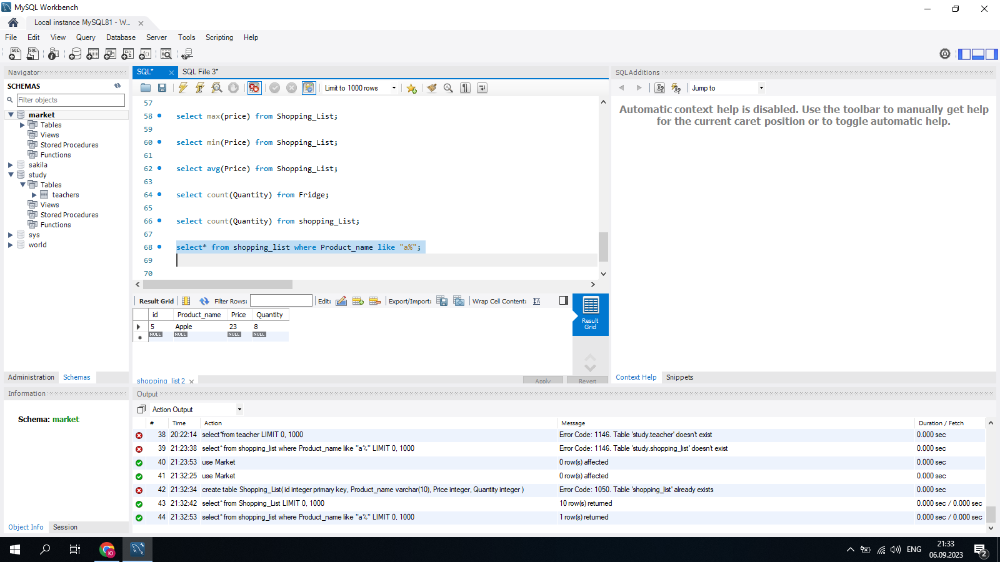 MySQL Workbench
Local instance MySQL81 - W...
File Edit View Query Database Server Tools Scripting Help
Navigator
SCHEMAS
Filter objects
market
Tables
Views
Stored Procedures
Functions
sakila
study
Tables
teachers
Views
Stored Procedures
Functions
sys
world
Administration Schemas
Information
Schema: market
Object Info Session
SQL* SQL File 3*
Limit to 1000 rows
57
58 select max(price) from Shopping_List;
59
60 select min(Price) from Shopping_List;
61
62 select avg(Price) from Shopping_List;
63
64 select count(Quantity) from Fridge;
65
66 select count(Quantity) from shopping_List;
67
68 select* from shopping_list where Product_name like "a%";
69
70
Result Grid Filter Rows: Edit: Export/Import: Wrap Cell Content:
id Product_name Price Quantity
5 Apple 23 8
NULL NULL NULL NULL
Result
Grid
shopping_list 2 Apply Revert
SQLAdditions
Jump to
Automatic context help is disabled. Use the toolbar to manually get help
for the current caret position or to toggle automatic help.
Context Help Snippets
Output
Action Output
# Time Action Message Duration / Fetch
38 20:22:14 select*from teacher LIMIT 0, 1000 Error Code: 1146. Table 'study.teacher' doesn't exist 0.000 sec
39 21:23:38 select* from shopping_list where Product_name like "a%" LIMIT 0, 1000 Error Code: 1146. Table 'study.shopping_list' doesn't exist 0.000 sec
40 21:23:53 use Market 0 row(s) affected 0.000 sec
41 21:32:25 use Market 0 row(s) affected 0.000 sec
42 21:32:34 create table Shopping_List( id integer primary key, Product_name varchar(10), Price integer, Quantity integer ) Error Code: 1050. Table 'shopping_list' already exists 0.000 sec
43 21:32:42 select* from Shopping_List LIMIT 0, 1000 10 row(s) returned 0.000 sec / 0.000 sec
44 21:32:53 select* from shopping_list where Product_name like "a%" LIMIT 0, 1000 1 row(s) returned 0.000 sec / 0.000 sec
ENG
21:33
06.09.2023
2